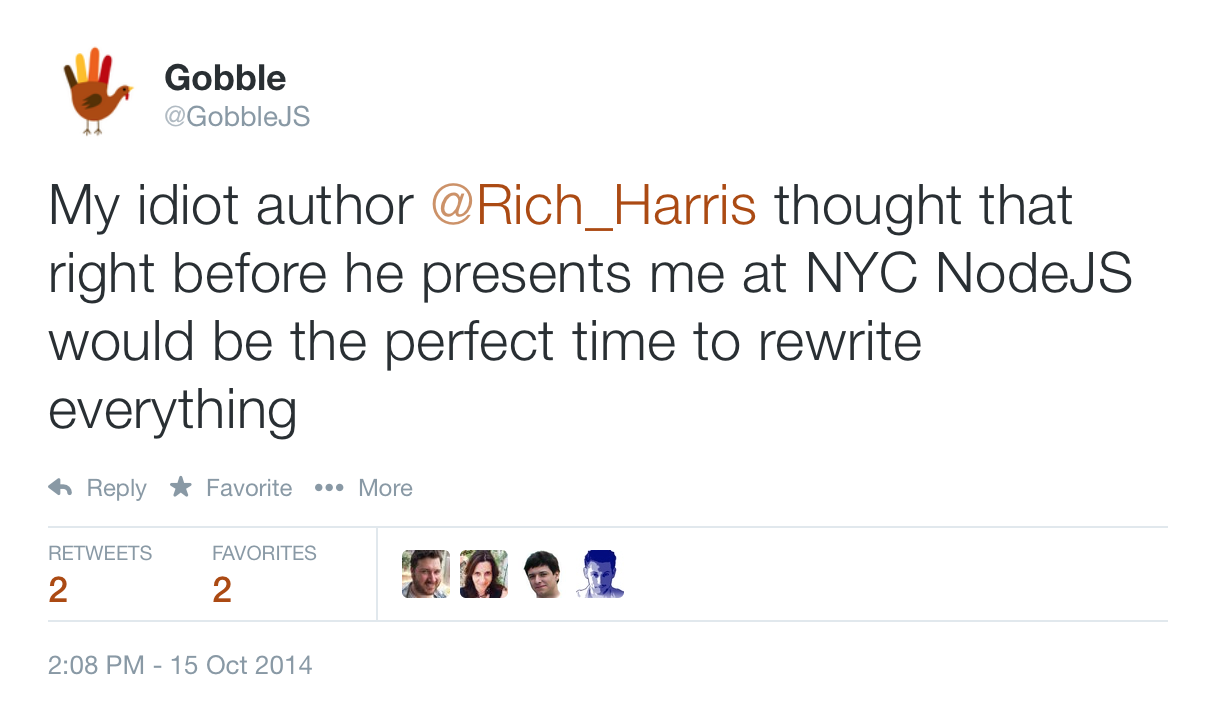 Gobble
@GobbleJS
My idiot author @Rich_Harris thought that
right before he presents me at NYC NodeJS
would be the perfect time to rewrite
everything
Reply Favorite More
RETWEETS FAVORITES
2 2
2:08 PM - 15 Oct 2014